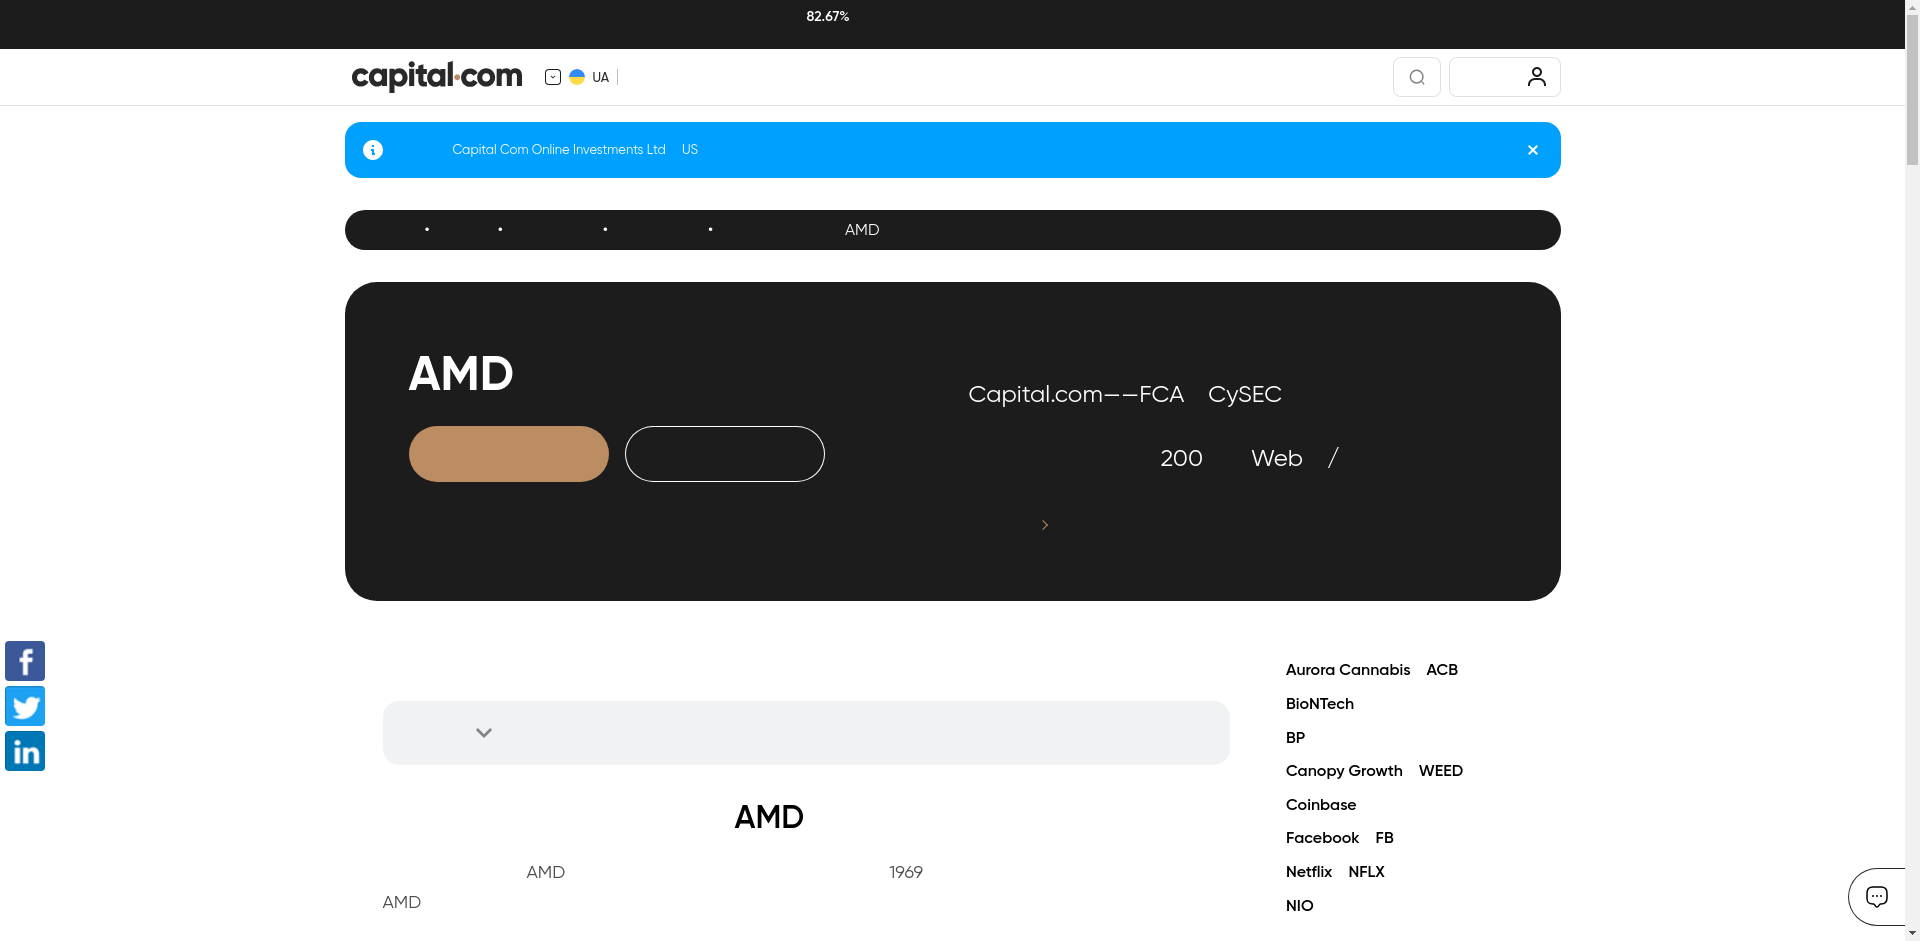 82.67%
capital.com
UA
Capital Com Online Investments Ltd US
• • • • AMD
AMD
Capital.com——FCA CySEC
200 Web /
AMD
AMD 1969
AMD
Aurora Cannabis ACB
BioNTech
BP
Canopy Growth WEED
Coinbase
Facebook FB
Netflix NFLX
NIO